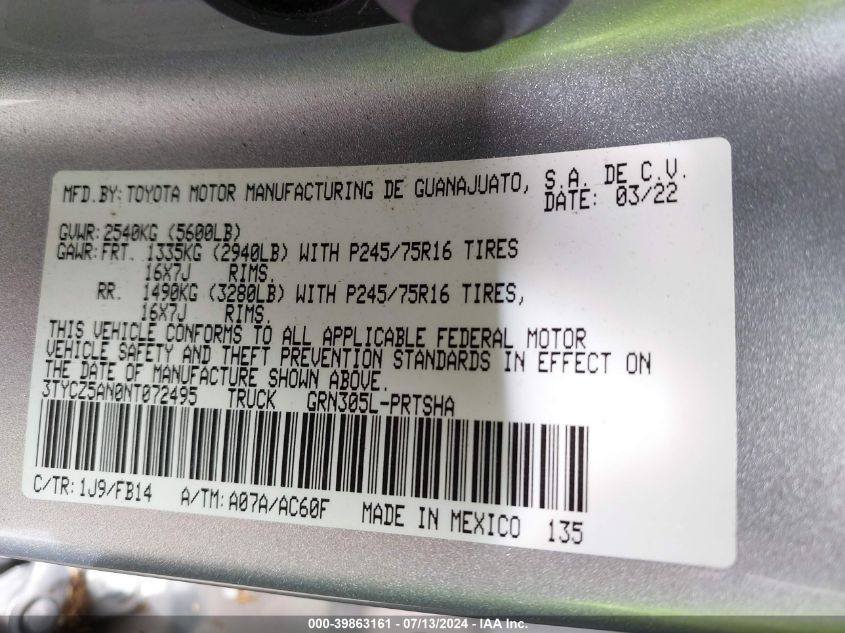 MFD.BY:TOYOTA MOTOR MANUFACTURING DE GUANAJUATO, S.A. DE C.V.
DATE: 03/22
GVWR:2540KG (5600LB)
GAWR:FRT. 1335KG (2940LB) WITH P245/75R16 TIRES
16X7J RIMS.
RR. 1490KG (3280LB) WITH P245/75R16 TIRES,
16X7J RIMS.
THIS VEHICLE CONFORMS TO ALL APPLICABLE FEDERAL MOTOR
VEHICLE SAFETY AND THEFT PREVENTION STANDARDS IN EFFECT ON
THE DATE OF MANUFACTURE SHOWN ABOVE.
3TYCZ5AN0NT072495 TRUCK GRN305L-PRTSHA
C/TR:1J9/FB14 A/TM:A07A/AC60F MADE IN MEXICO 135
000-39863161 - 07/13/2024 - IAA Inc.